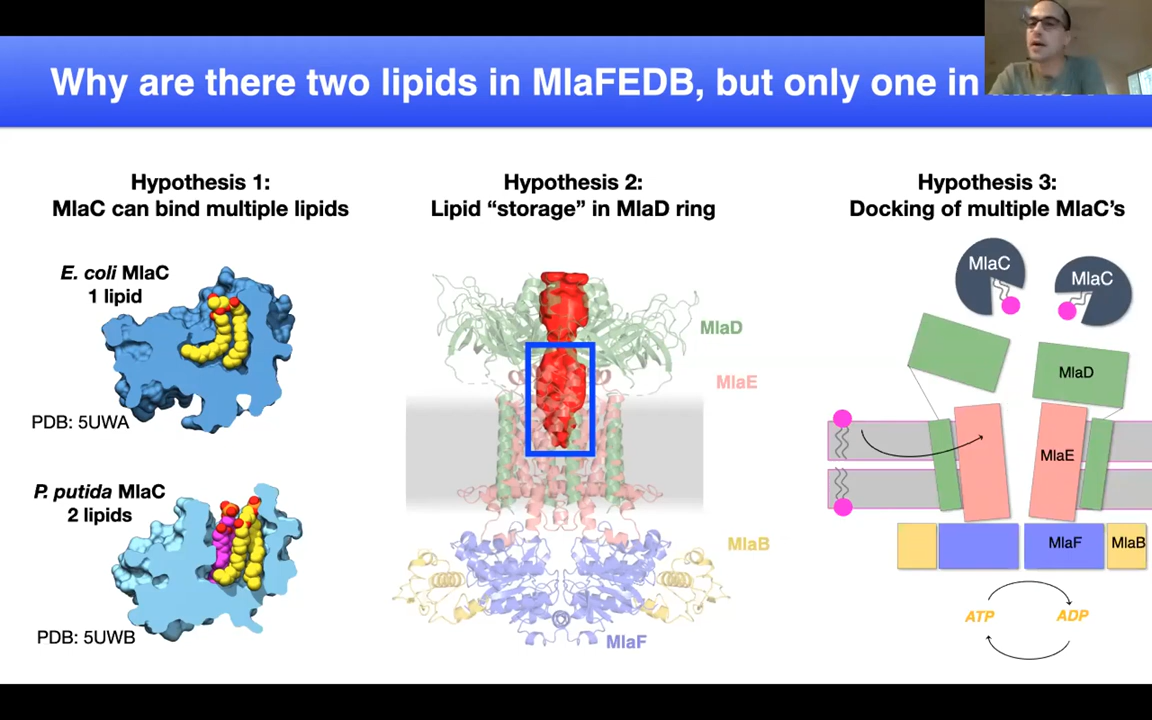 Why are there two lipids in MlaFEDB, but only one in
Hypothesis 1:
MlaC can bind multiple lipids
E. coli MlaC
1 lipid
PDB: 5UWA
P. putida MlaC
2 lipids
PDB: 5UWB
Hypothesis 2:
Lipid “storage” in MlaD ring
MlaD
MlaE
MlaB
MlaF
Hypothesis 3:
Docking of multiple MlaC’s
MlaC
MlaC
MlaD
MlaE
MlaF
MlaB
ATP
ADP